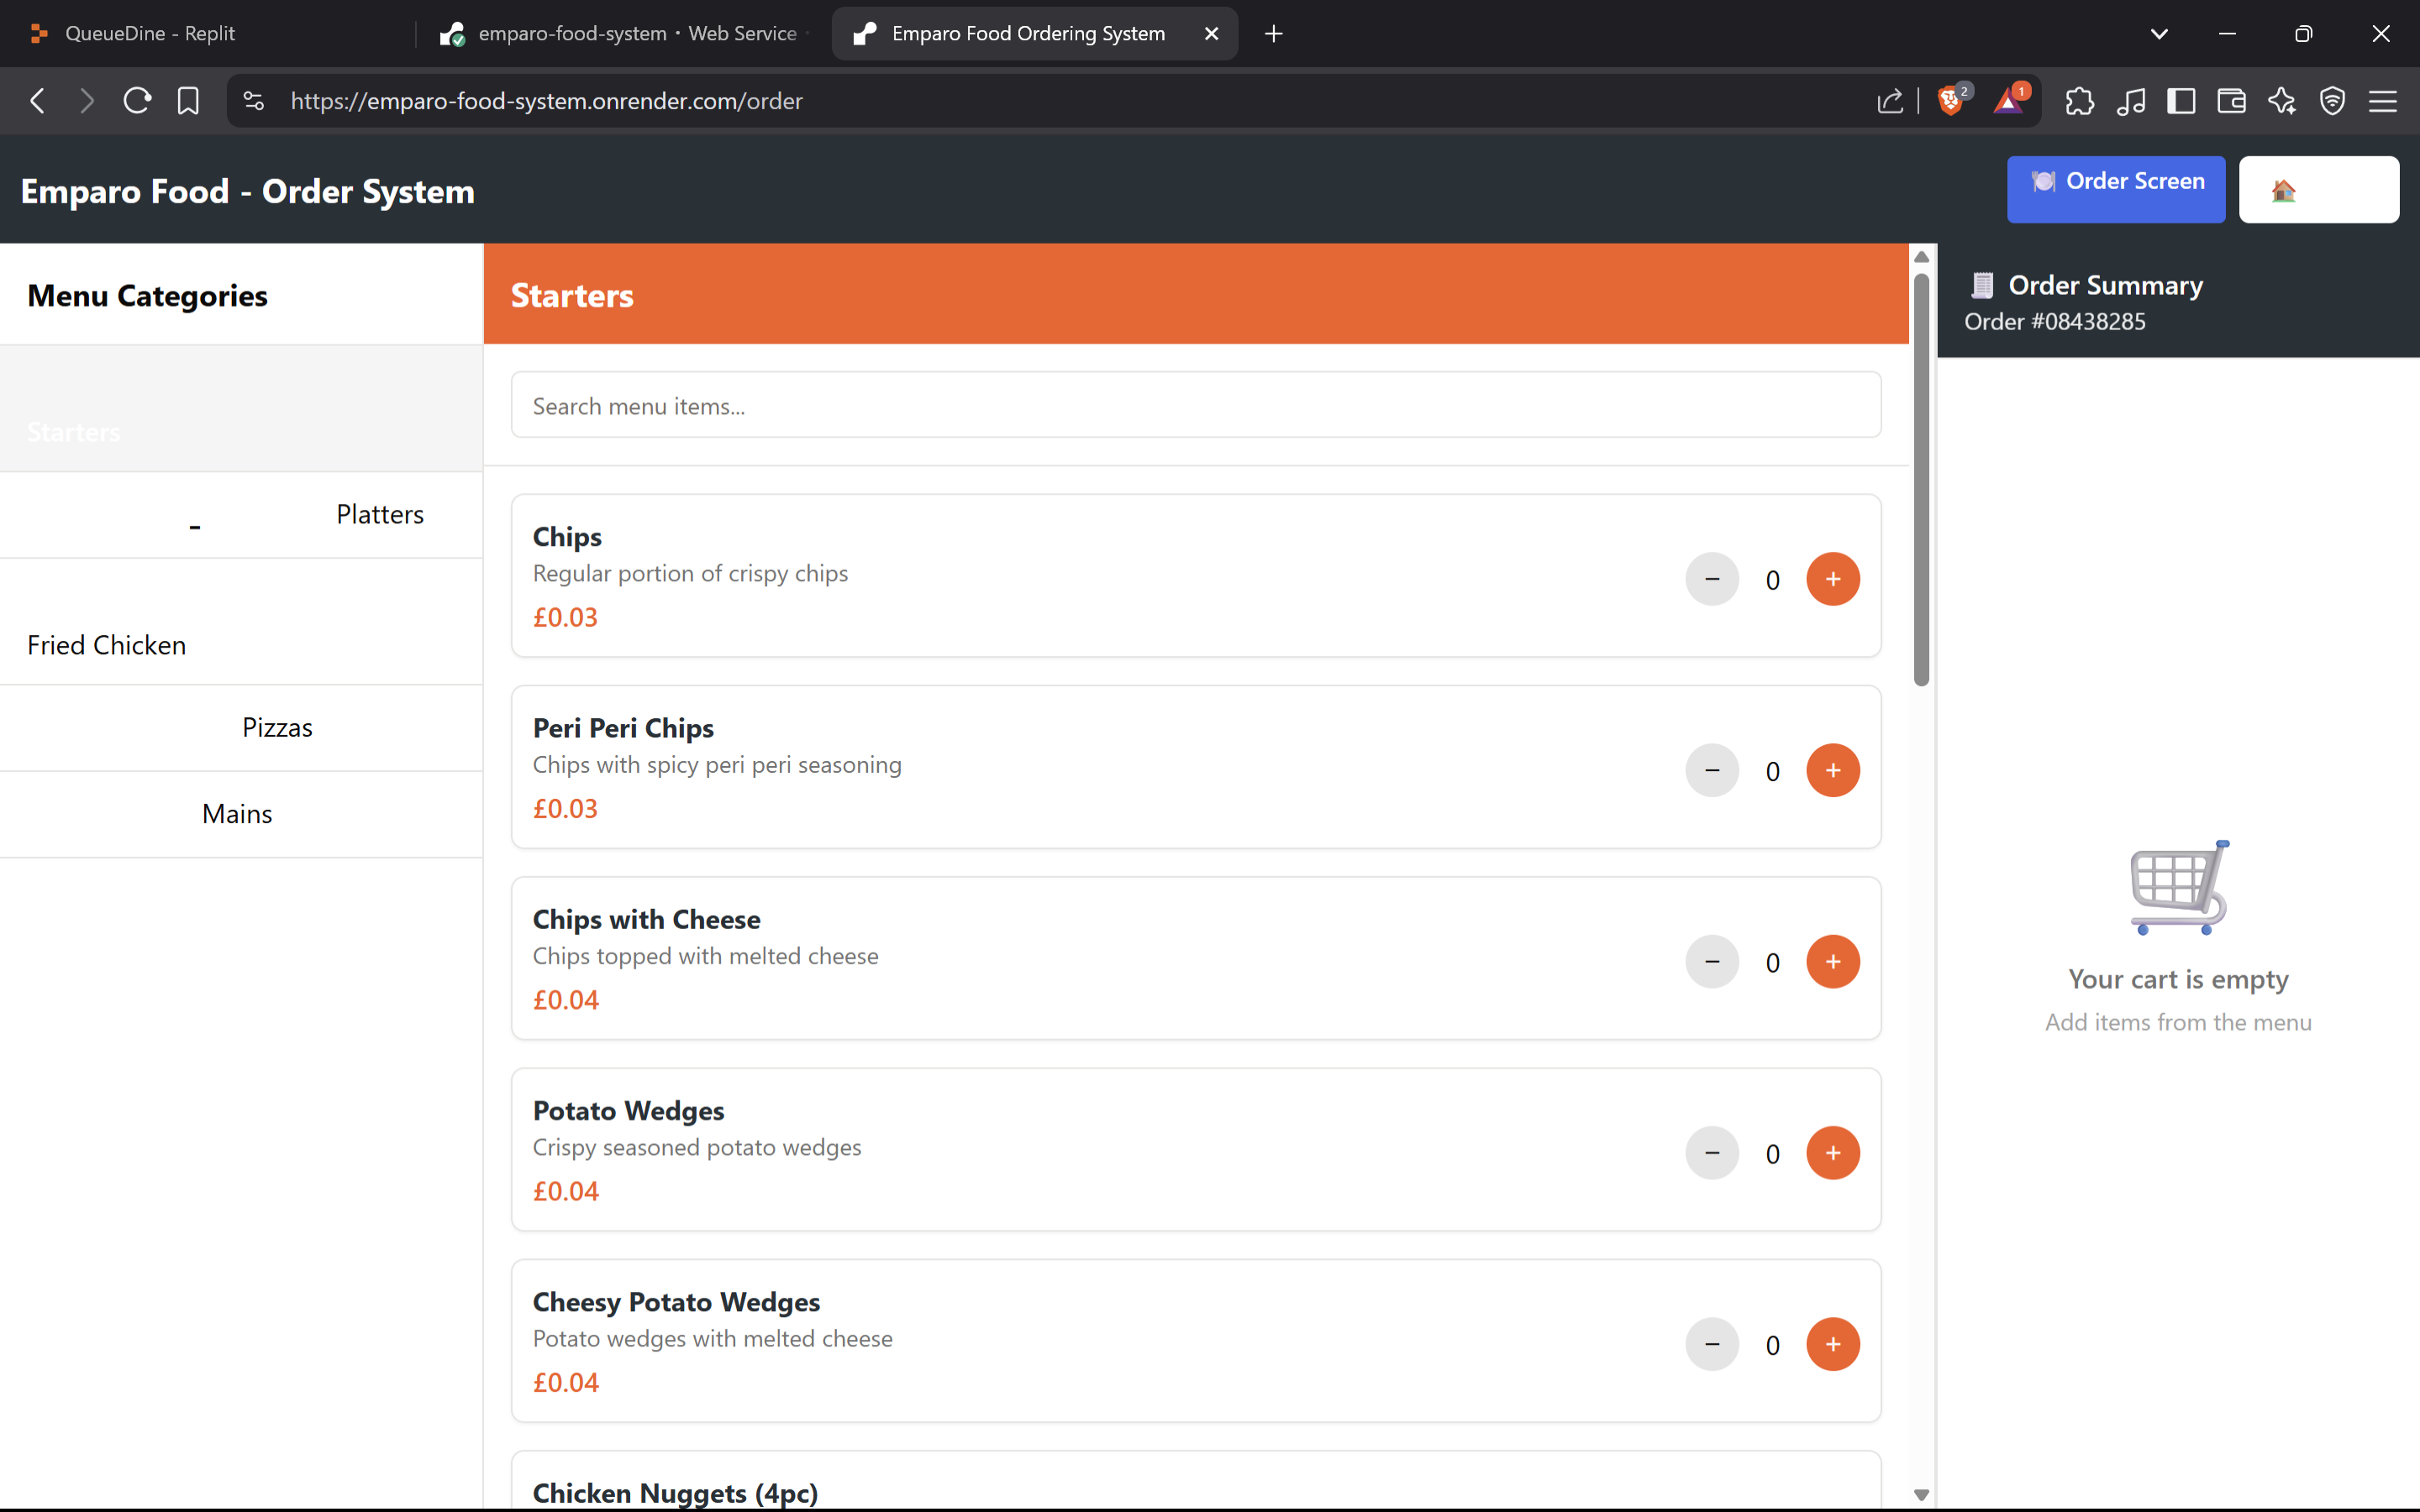 QueueDine - Replit
emparo-food-system • Web Service
Emparo Food Ordering System
https://emparo-food-system.onrender.com/order
2
1
Emparo Food - Order System
Order Screen
Menu Categories
Starters
-
Platters
Fried Chicken
Pizzas
Mains
Starters
Search menu items...
Chips
Regular portion of crispy chips
£0.03
− 0 +
Peri Peri Chips
Chips with spicy peri peri seasoning
£0.03
− 0 +
Chips with Cheese
Chips topped with melted cheese
£0.04
− 0 +
Potato Wedges
Crispy seasoned potato wedges
£0.04
− 0 +
Cheesy Potato Wedges
Potato wedges with melted cheese
£0.04
− 0 +
Chicken Nuggets (4pc)
Order Summary
Order #08438285
Your cart is empty
Add items from the menu